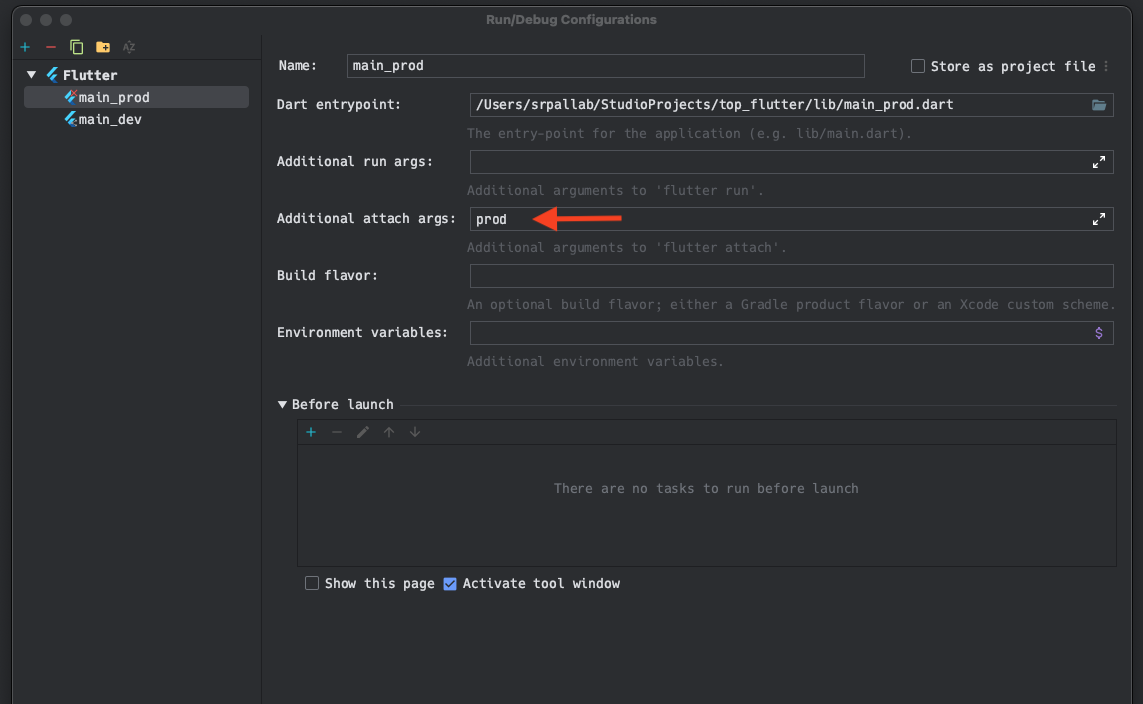 Run/Debug Configurations
Flutter
main_prod
main_dev
Name: main_prod Store as project file
Dart entrypoint: /Users/srpallab/StudioProjects/top_flutter/lib/main_prod.dart
The entry-point for the application (e.g. lib/main.dart).
Additional run args:
Additional arguments to 'flutter run'.
Additional attach args: prod
Additional arguments to 'flutter attach'.
Build flavor:
An optional build flavor; either a Gradle product flavor or an Xcode custom scheme.
Environment variables: $
Additional environment variables.
Before launch
There are no tasks to run before launch
Show this page Activate tool window